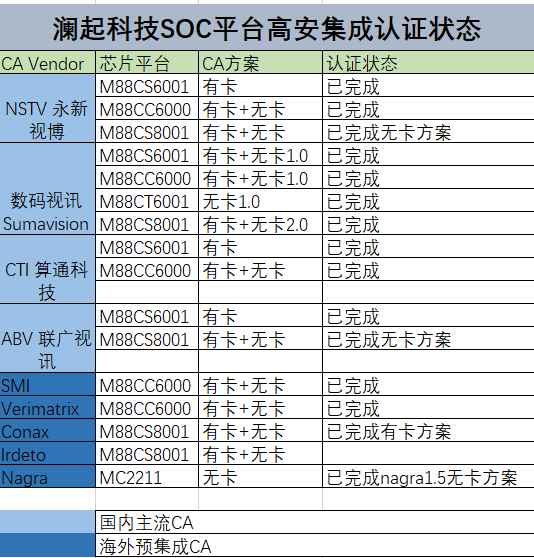 澜起科技SOC平台高安集成认证状态
CA Vendor 芯片平台 CA方案 认证状态
NSTV 永新视博 M88CS6001 有卡 已完成
M88CC6000 有卡+无卡 已完成
M88CS8001 有卡+无卡 已完成无卡方案
数码视讯 Sumavision M88CS6001 有卡+无卡1.0 已完成
M88CC6000 有卡+无卡1.0 已完成
M88CT6001 无卡1.0 已完成
M88CS8001 有卡+无卡2.0 已完成
CTI 算通科技 M88CS6001 有卡 已完成
M88CC6000 有卡+无卡 已完成
ABV 联广视讯 M88CS6001 有卡 已完成
M88CS8001 有卡+无卡 已完成无卡方案
SMI M88CC6000 有卡+无卡 已完成
Verimatrix M88CC6000 有卡+无卡 已完成
Conax M88CS8001 有卡+无卡 已完成有卡方案
Irdeto M88CS8001 有卡+无卡
Nagra MC2211 无卡 已完成nagra1.5无卡方案
国内主流CA
海外预集成CA